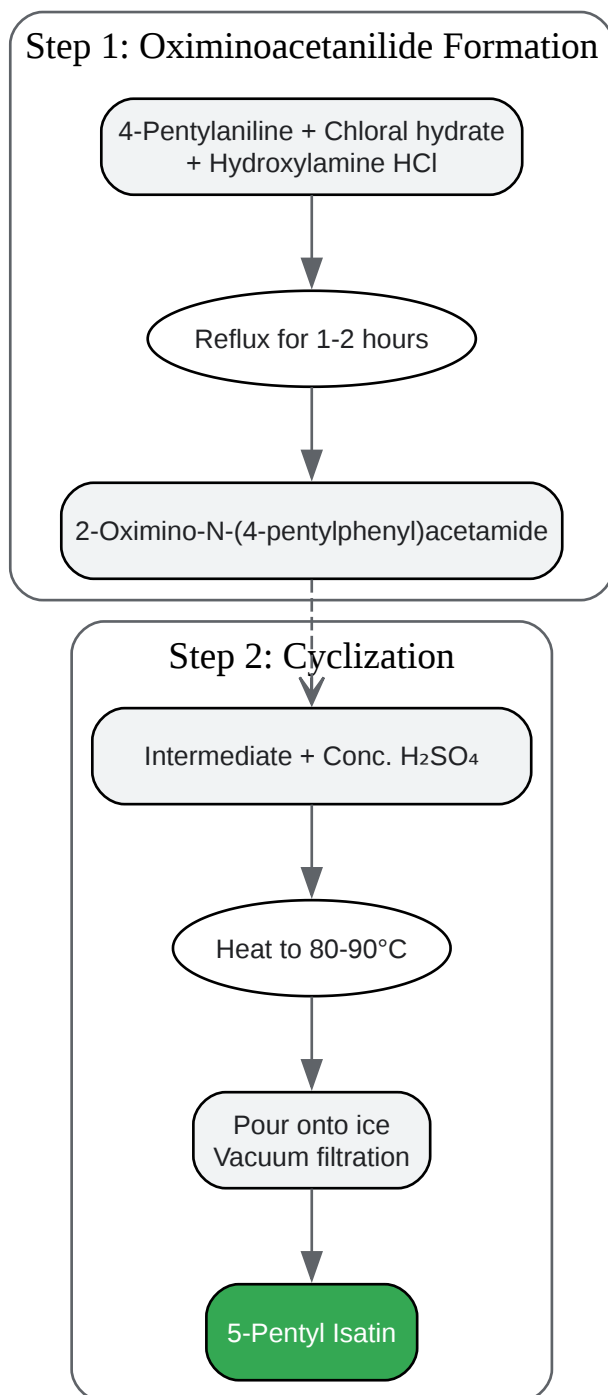 Step 1: Oximinoacetanilide Formation
4-Pentylaniline + Chloral hydrate
+ Hydroxylamine HCl
Reflux for 1-2 hours
2-Oximino-N-(4-pentylphenyl)acetamide
Step 2: Cyclization
Intermediate + Conc. H₂SO₄
Heat to 80-90°C
Pour onto ice
Vacuum filtration
5-Pentyl Isatin